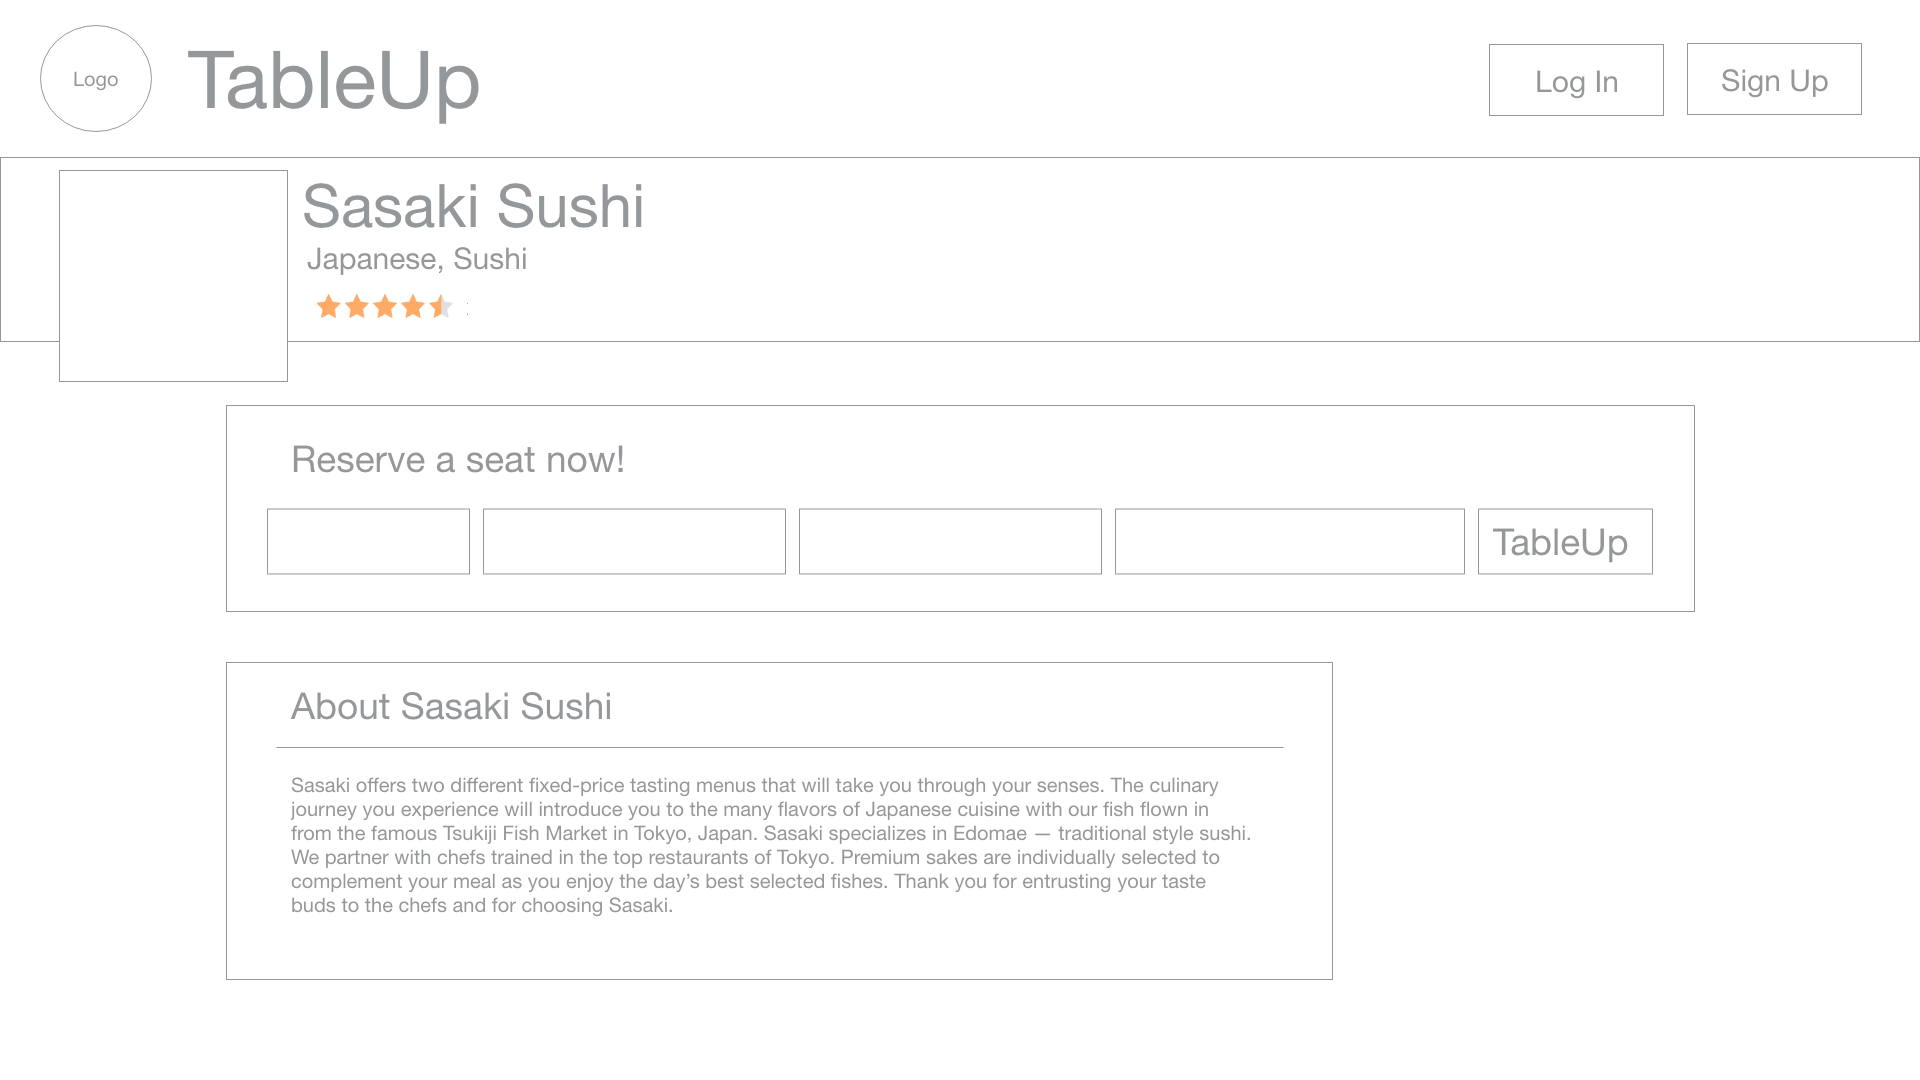 Logo
TableUp
Log In
Sign Up
Sasaki Sushi
Japanese, Sushi
Reserve a seat now!
TableUp
About Sasaki Sushi
Sasaki offers two different fixed-price tasting menus that will take you through your senses. The culinary
journey you experience will introduce you to the many flavors of Japanese cuisine with our fish flown in
from the famous Tsukiji Fish Market in Tokyo, Japan. Sasaki specializes in Edomae — traditional style sushi.
We partner with chefs trained in the top restaurants of Tokyo. Premium sakes are individually selected to
complement your meal as you enjoy the day’s best selected fishes. Thank you for entrusting your taste
buds to the chefs and for choosing Sasaki.